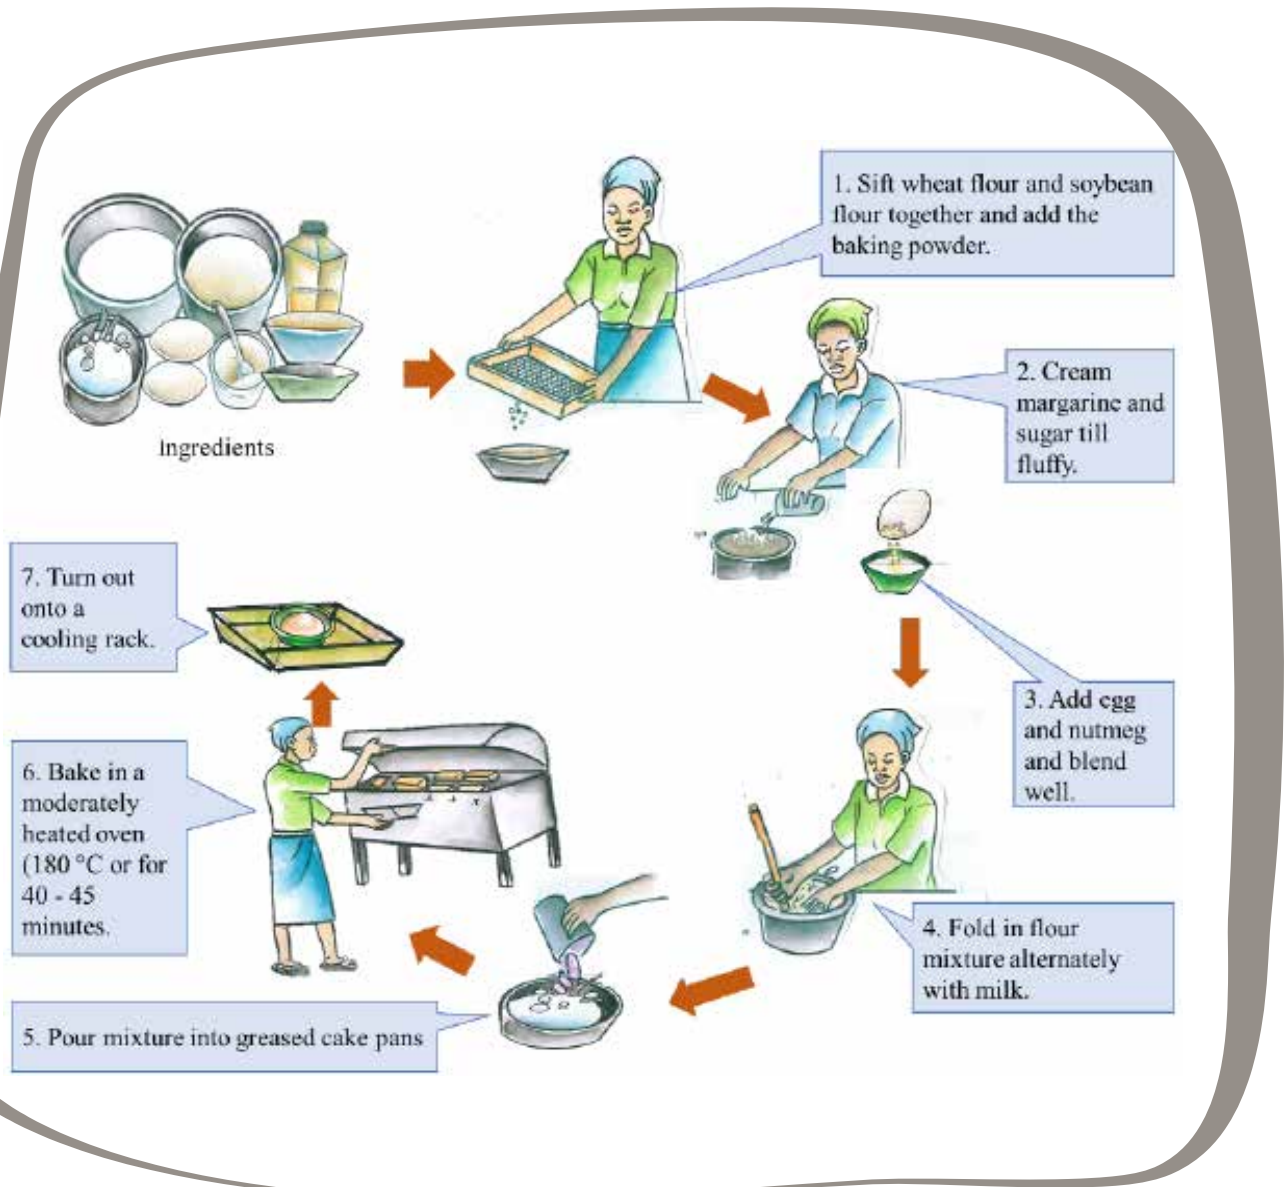 Ingredients
1. Sift wheat flour and soybean
flour together and add the
baking powder.
2. Cream
margarine and
sugar till
fluffy.
3. Add egg
and nutmeg
and blend
well.
4. Fold in flour
mixture alternately
with milk.
5. Pour mixture into greased cake pans
6. Bake in a
moderately
heated oven
(180 °C or for
40 - 45
minutes.
7. Turn out
onto a
cooling rack.